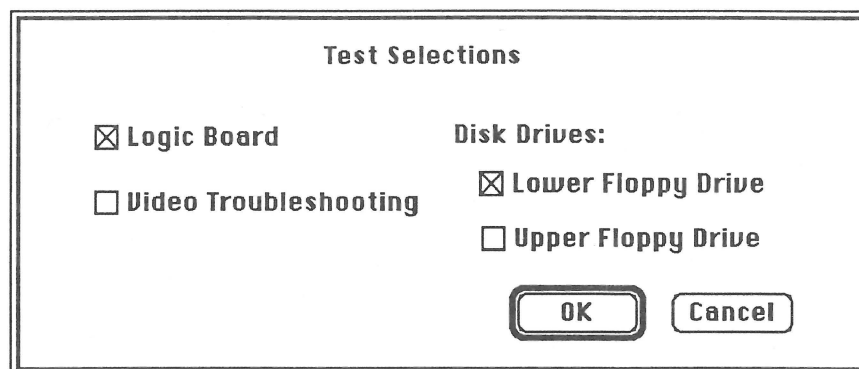 Test Selections
Logic Board
Video Troubleshooting
Disk Drives:
Lower Floppy Drive
Upper Floppy Drive
OK
Cancel